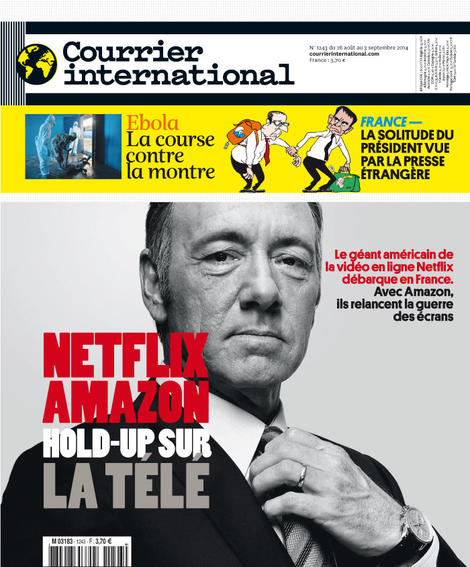 Courrier
international
N° 1243 du 28 août au 3 septembre 2014
courrierinternational.com
France : 3,70 €
Ebola
La course
contre
la montre
FRANCE —
LA SOLITUDE DU
PRÉSIDENT VUE
PAR LA PRESSE
ÉTRANGÈRE
Le géant américain de
la vidéo en ligne Netflix
débarque en France.
Avec Amazon,
ils relancent la guerre
des écrans
NETFLIX
AMAZON
HOLD-UP SUR
LA TÉLÉ
M 03183 - 1243 - F: 3,70 €